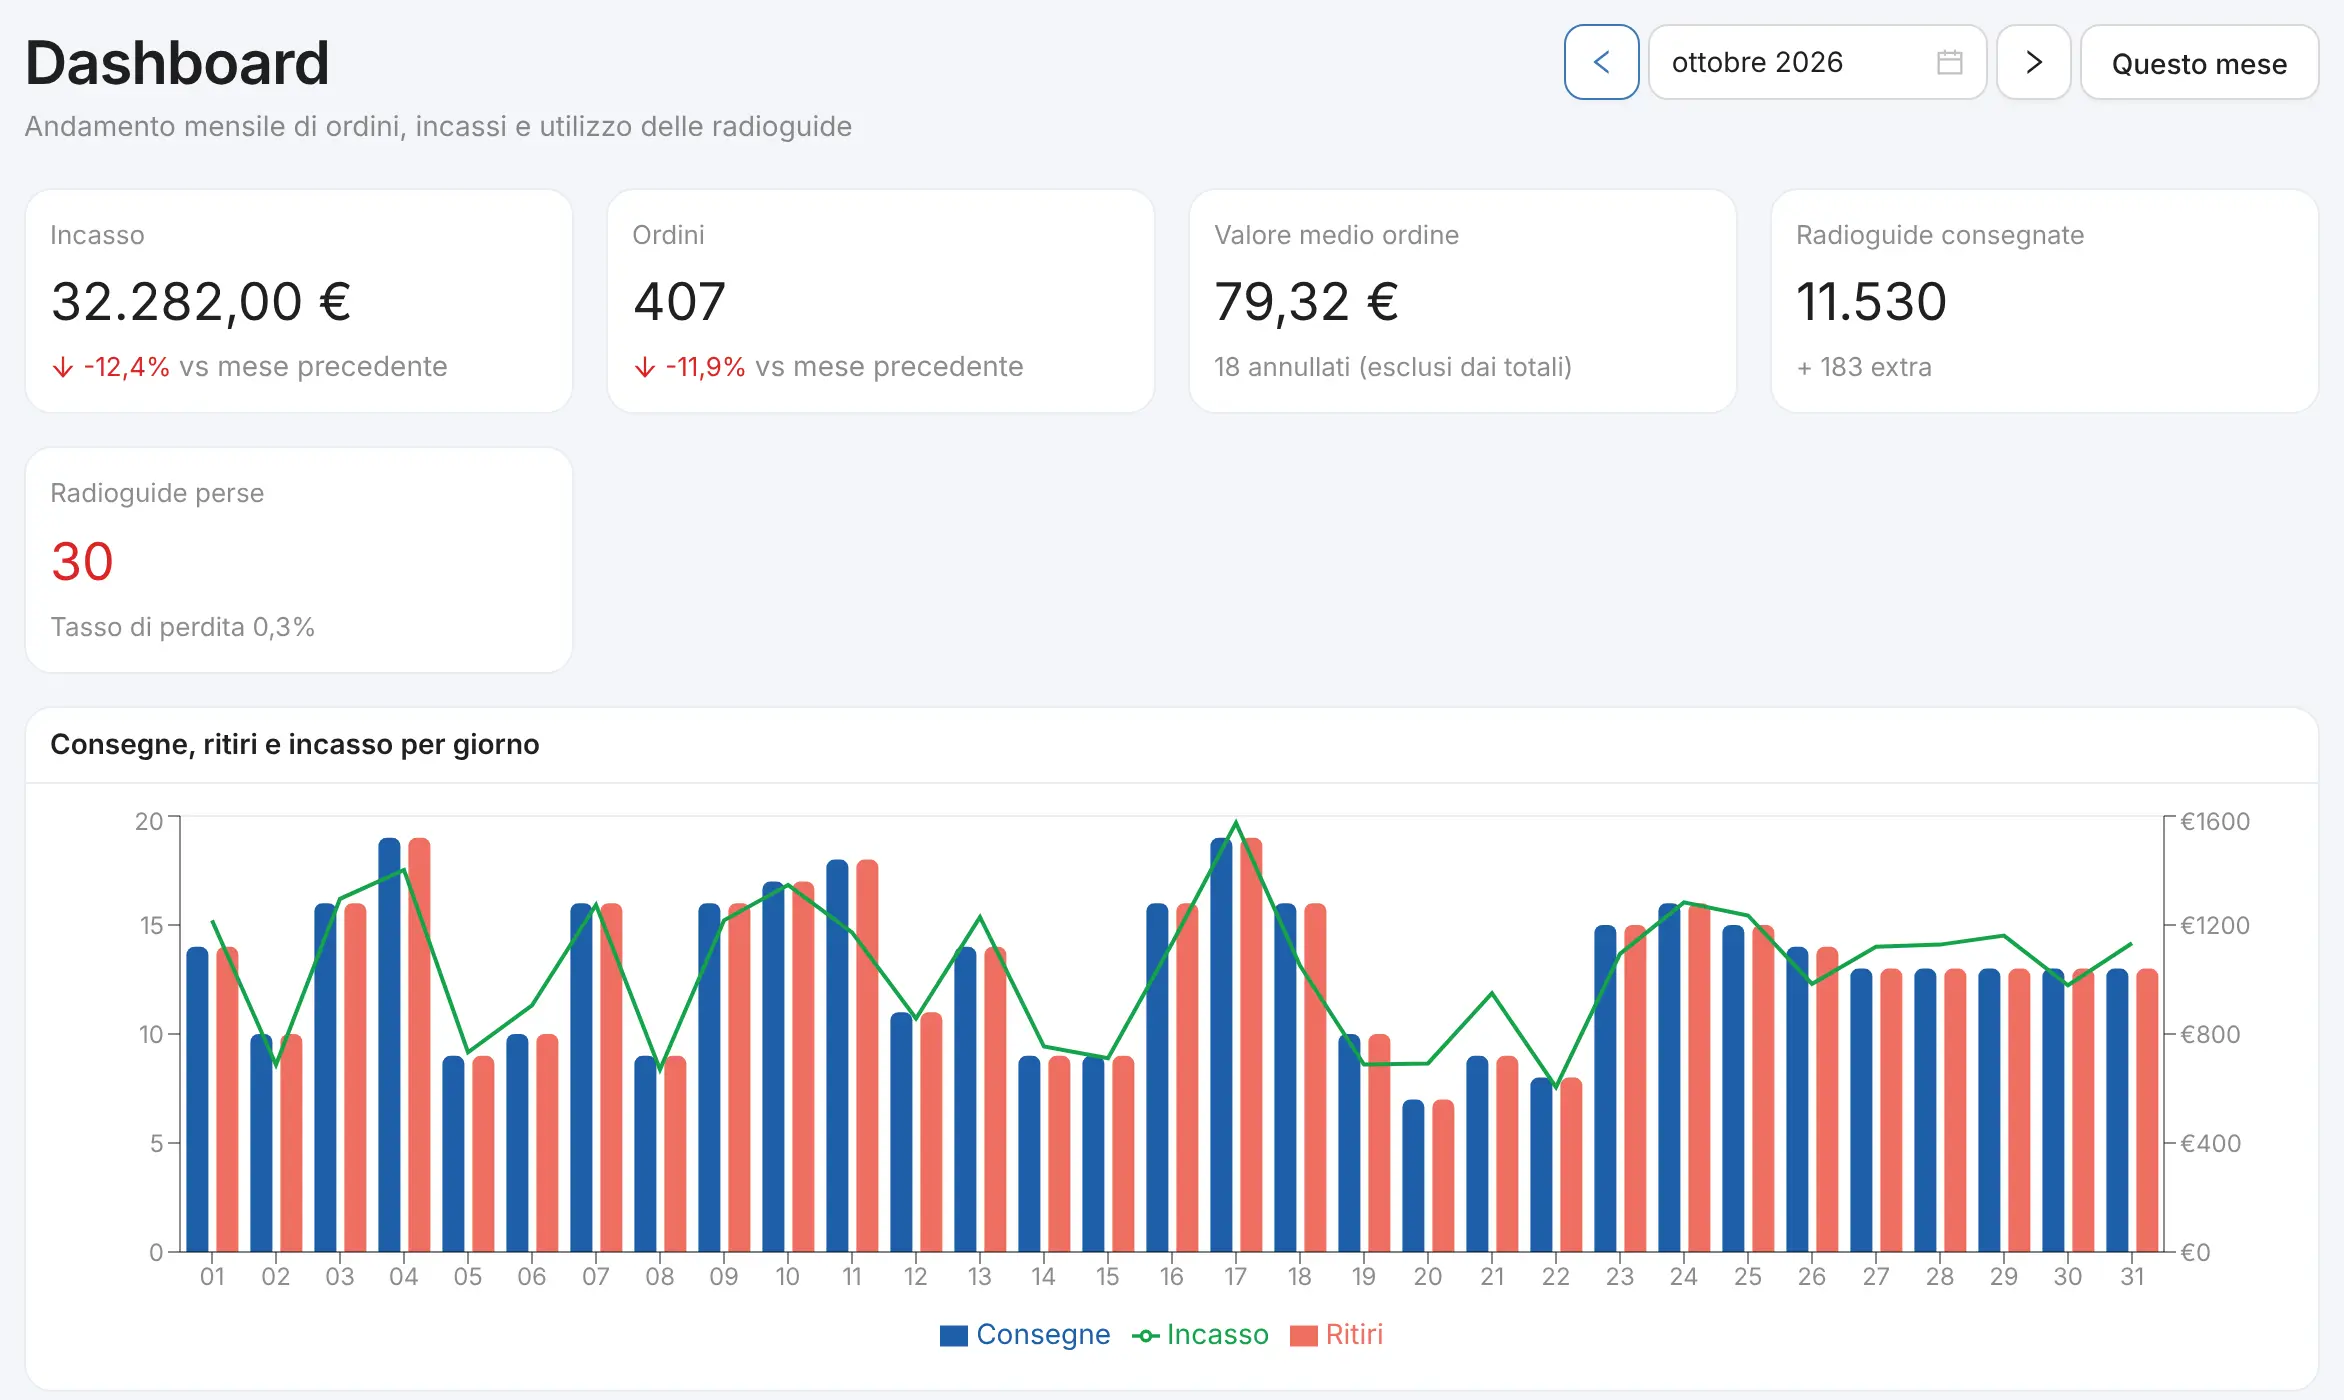 Dashboard
ottobre 2026
Questo mese
Andamento mensile di ordini, incassi e utilizzo delle radioguide
Incasso
32.282,00 €
-12,4% vs mese precedente
Ordini
407
-11,9% vs mese precedente
Valore medio ordine
79,32 €
18 annullati (esclusi dai totali)
Radioguide consegnate
11.530
+ 183 extra
Radioguide perse
30
Tasso di perdita 0,3%
Consegne, ritiri e incasso per giorno
20
15
10
5
0
€1600
€1200
€800
€400
€0
01 02 03 04 05 06 07 08 09 10 11 12 13 14 15 16 17 18 19 20 21 22 23 24 25 26 27 28 29 30 31
Consegne Incasso Ritiri